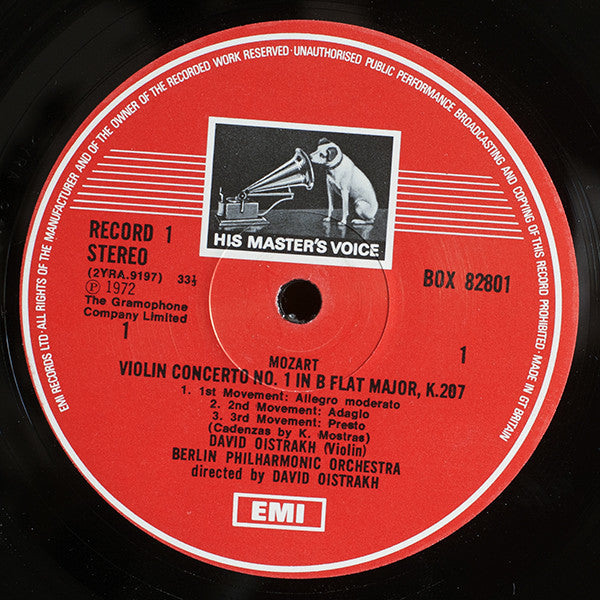 EMI RECORDS LTD · ALL RIGHTS OF THE MANUFACTURER AND OF THE OWNER OF THE RECORDED WORK RESERVED · UNAUTHORISED PUBLIC PERFORMANCE BROADCASTING AND COPYING OF THIS RECORD PROHIBITED · MADE IN GT BRITAIN
HIS MASTER'S VOICE
RECORD 1
STEREO
(2YRA.9197) 33⅓
Ⓟ 1972
The Gramophone
Company Limited
1
BOX 82801
1
MOZART
VIOLIN CONCERTO NO. 1 IN B FLAT MAJOR, K.207
1. 1st Movement: Allegro moderato
2. 2nd Movement: Adagio
3. 3rd Movement: Presto
(Cadenzas by K. Mostras)
DAVID OISTRAKH (Violin)
BERLIN PHILHARMONIC ORCHESTRA
directed by DAVID OISTRAKH
EMI